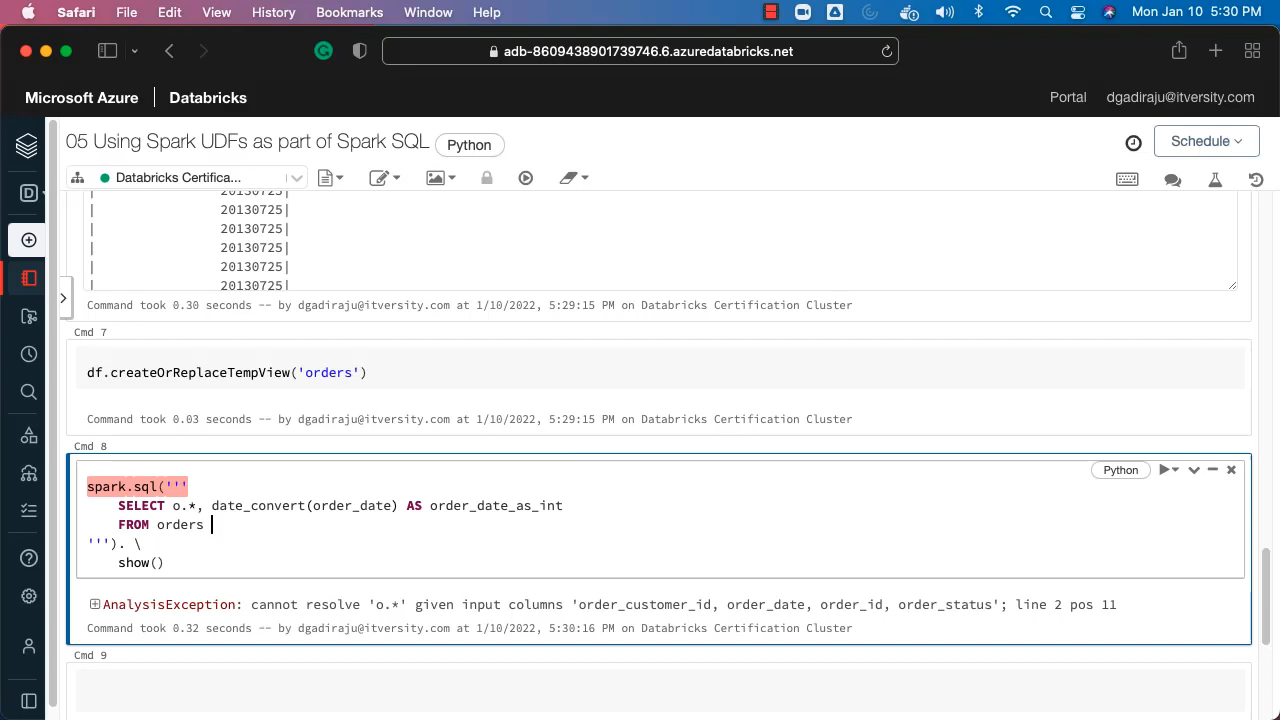 Safari File Edit View History Bookmarks Window Help Mon Jan 10 5:30 PM
adb-8609438901739746.6.azuredatabricks.net
Microsoft Azure Databricks Portal dgadiraju@itversity.com
05 Using Spark UDFs as part of Spark SQL Python Schedule
Databricks Certifica...
| 20130725|
| 20130725|
| 20130725|
| 20130725|
| 20130725|
| 20130725|
Command took 0.30 seconds -- by dgadiraju@itversity.com at 1/10/2022, 5:29:15 PM on Databricks Certification Cluster
Cmd 7
df.createOrReplaceTempView('orders')
Command took 0.03 seconds -- by dgadiraju@itversity.com at 1/10/2022, 5:29:15 PM on Databricks Certification Cluster
Cmd 8
Python
spark.sql('''
SELECT o.*, date_convert(order_date) AS order_date_as_int
FROM orders
'''). \
show()
AnalysisException: cannot resolve 'o.*' given input columns 'order_customer_id, order_date, order_id, order_status'; line 2 pos 11
Command took 0.32 seconds -- by dgadiraju@itversity.com at 1/10/2022, 5:30:16 PM on Databricks Certification Cluster
Cmd 9